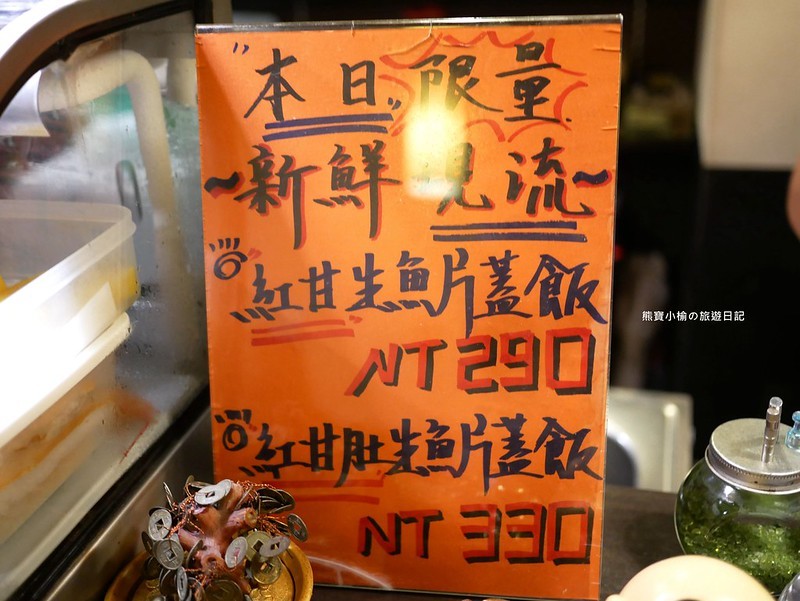 "本日"限量
~新鮮現流~
紅甘生魚片蓋飯
NT 290
紅甘肚生魚片蓋飯
NT 330
熊寶小榆の旅遊日記